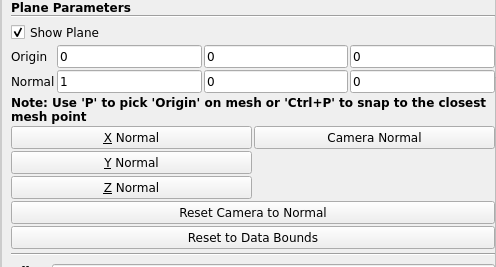 Plane Parameters
Show Plane
Origin 0 0 0
Normal 1 0 0
Note: Use 'P' to pick 'Origin' on mesh or 'Ctrl+P' to snap to the closest
mesh point
X Normal Camera Normal
Y Normal
Z Normal
Reset Camera to Normal
Reset to Data Bounds